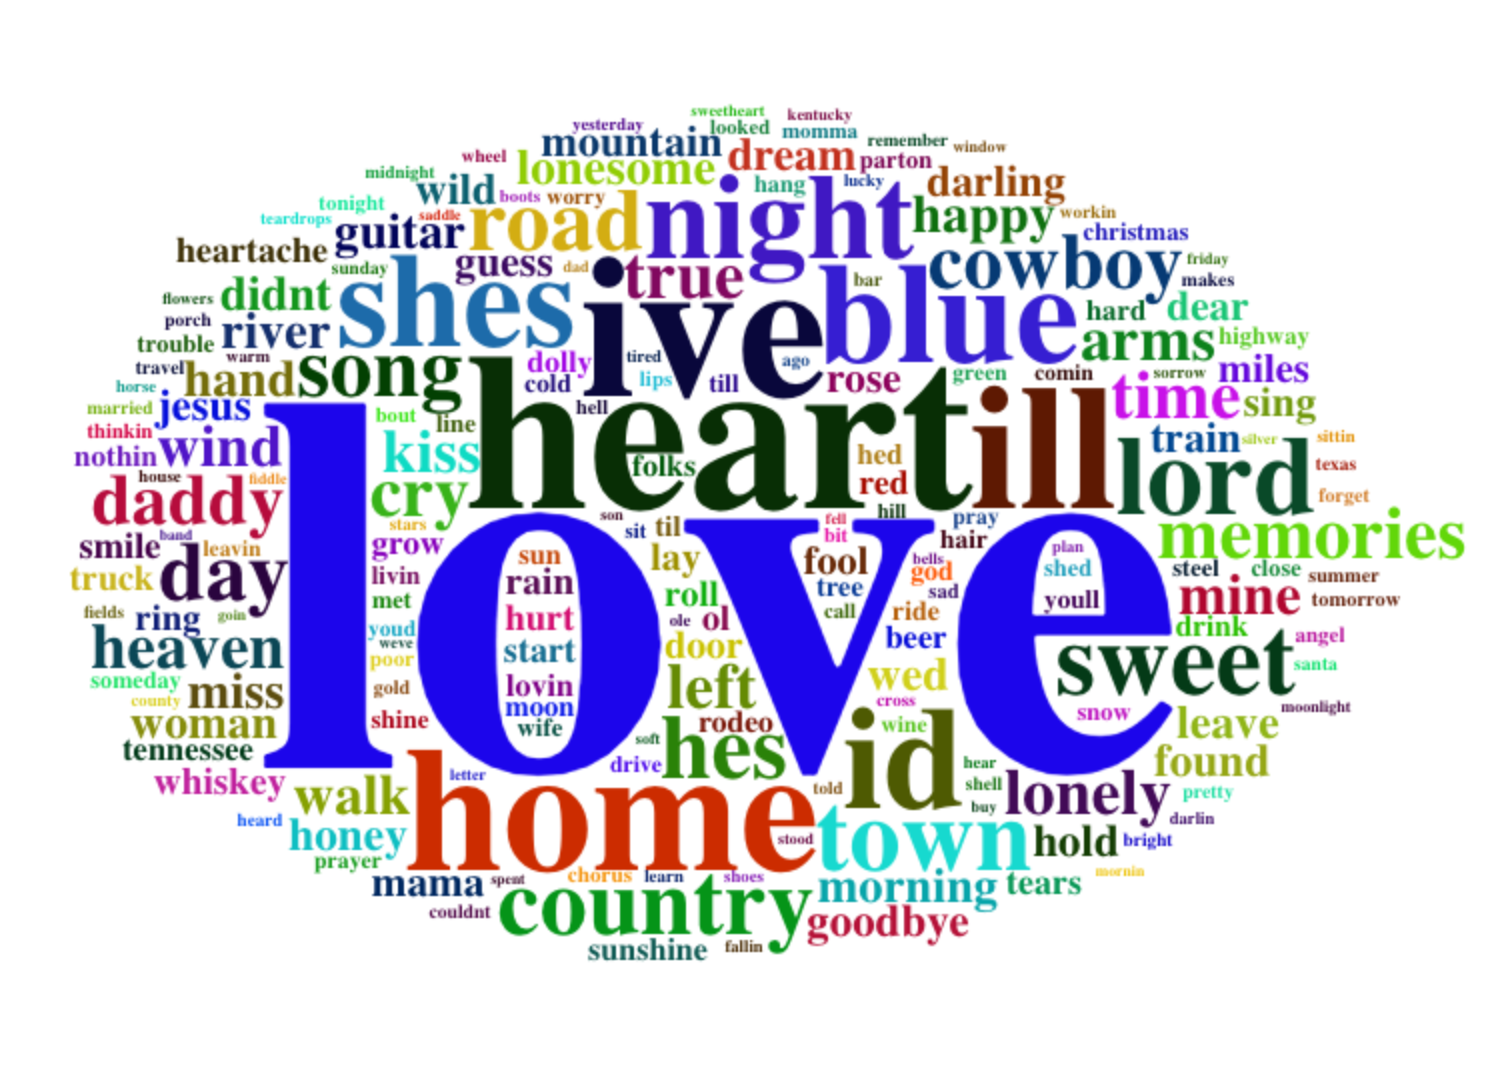 sweetheart kentucky
yesterday looked momma
mountain remember window
wheel lonesome dream parton
midnight wild boots worry hang lucky darling
tonight saddle road night happy workin
teardrops guitar christmas
heartache guess dad true cowboy friday
sunday shes ive blue bar makes
flowers didnt hard dear
porch river arms highway
trouble song dolly tired ago
travel warm hand cold lips till rose green comin sorrow miles
horse jesus heart ill time sing
married bout line hell
thinkin wind kiss train silver sittin
nothin folks hed lord texas
house fiddle cry red forget
daddy love son hill
stars sit til fell bit pray hair memories
smile band leavin grow sun lay fool bells plan
truck day livin rain god shed steel close summer
fields goin met roll tree sad youll mine tomorrow
ring youd hurt ole ol call ride drink angel
heaven weve start door beer sweet santa
someday poor lovin left wed
county miss gold moon cross snow moonlight
woman shine wife rodeo wine leave
tennessee soft hes id found
whiskey letter drive hear
walk home told shell lonely pretty
heard honey stood town buy darlin
prayer hold bright
mama spent chorus learn shoes morning tears mornin
couldnt country goodbye
sunshine fallin